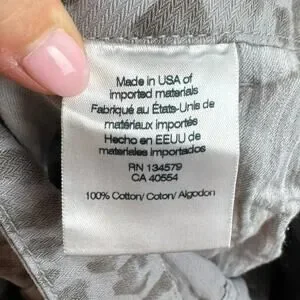 Made in USA of
imported materials
Fabriqué au États-Unis de
matériaux importés
Hecho en EEUU de
materiales importados
RN 134579
CA 40554
100% Cotton/ Coton/ Algodon